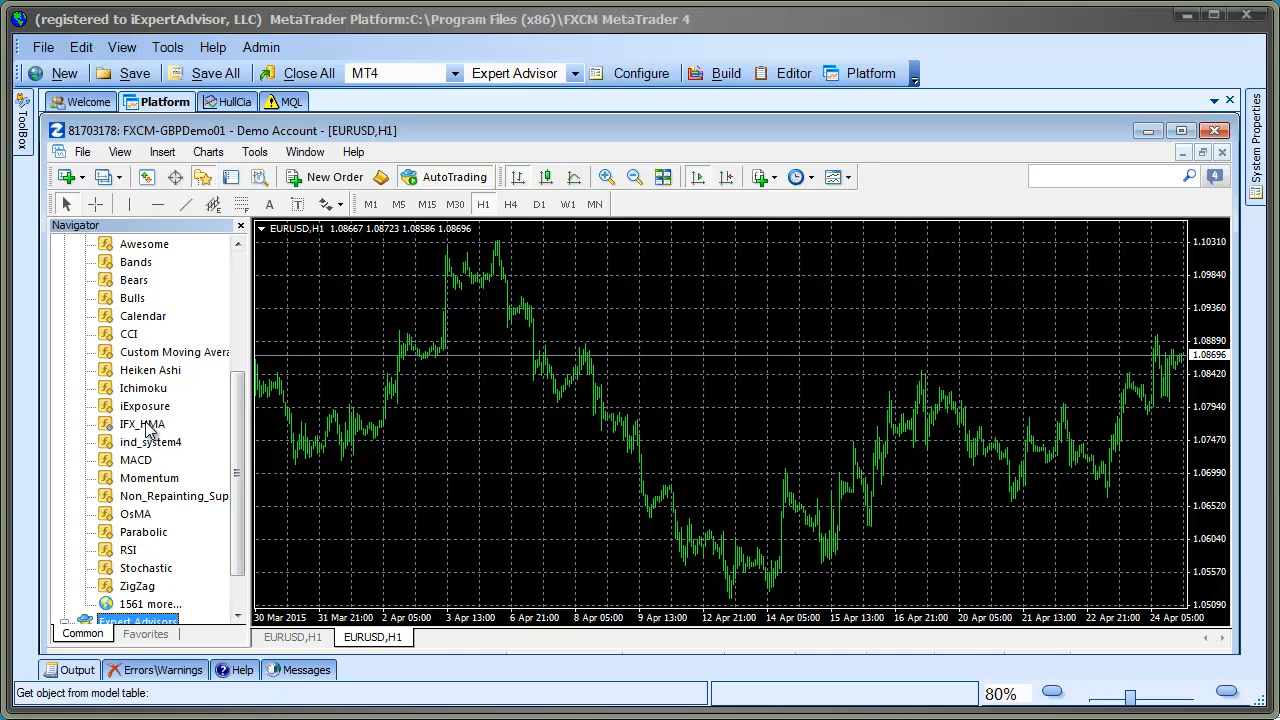 (registered to iExpertAdvisor, LLC) MetaTrader Platform:C:\Program Files (x86)\FXCM MetaTrader 4
File Edit View Tools Help Admin
New Save Save All Close All MT4 Expert Advisor Configure Build Editor Platform
ToolBox
Welcome Platform HullCia MQL
System Properties
81703178: FXCM-GBPDemo01 - Demo Account - [EURUSD,H1]
File View Insert Charts Tools Window Help
New Order AutoTrading 4
A T M1 M5 M15 M30 H1 H4 D1 W1 MN
Navigator
Awesome
Bands
Bears
Bulls
Calendar
CCI
Custom Moving Avera
Heiken Ashi
Ichimoku
iExposure
IFX_HMA
ind_system4
MACD
Momentum
Non_Repainting_Sup
OsMA
Parabolic
RSI
Stochastic
ZigZag
1561 more...
Expert Advisors
Common Favorites
EURUSD,H1 1.08667 1.08723 1.08586 1.08696
1.10310
1.09840
1.09360
1.08890
1.08696
1.08420
1.07940
1.07470
1.06990
1.06520
1.06040
1.05570
1.05090
30 Mar 2015 31 Mar 21:00 2 Apr 05:00 3 Apr 13:00 6 Apr 21:00 8 Apr 05:00 9 Apr 13:00 12 Apr 21:00 14 Apr 05:00 15 Apr 13:00 16 Apr 21:00 20 Apr 05:00 21 Apr 13:00 22 Apr 21:00 24 Apr 05:00
EURUSD,H1 EURUSD,H1
Output Errors\Warnings Help Messages
Get object from model table: 80%